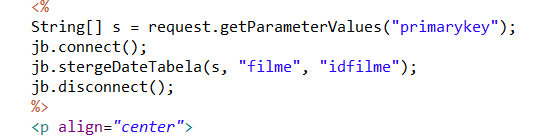 <%
String[] s = request.getParameterValues("primarykey");
jb.connect();
jb.stergeDateTabela(s, "filme", "idfilme");
jb.disconnect();
%>
<p align="center">